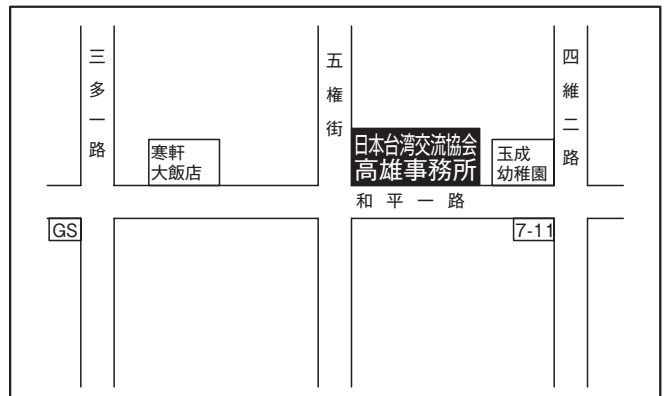 三多一路
五權街
四維二路
寒軒
大飯店
日本台湾交流協会
高雄事務所
玉成
幼稚園
和平一路
GS
7-11